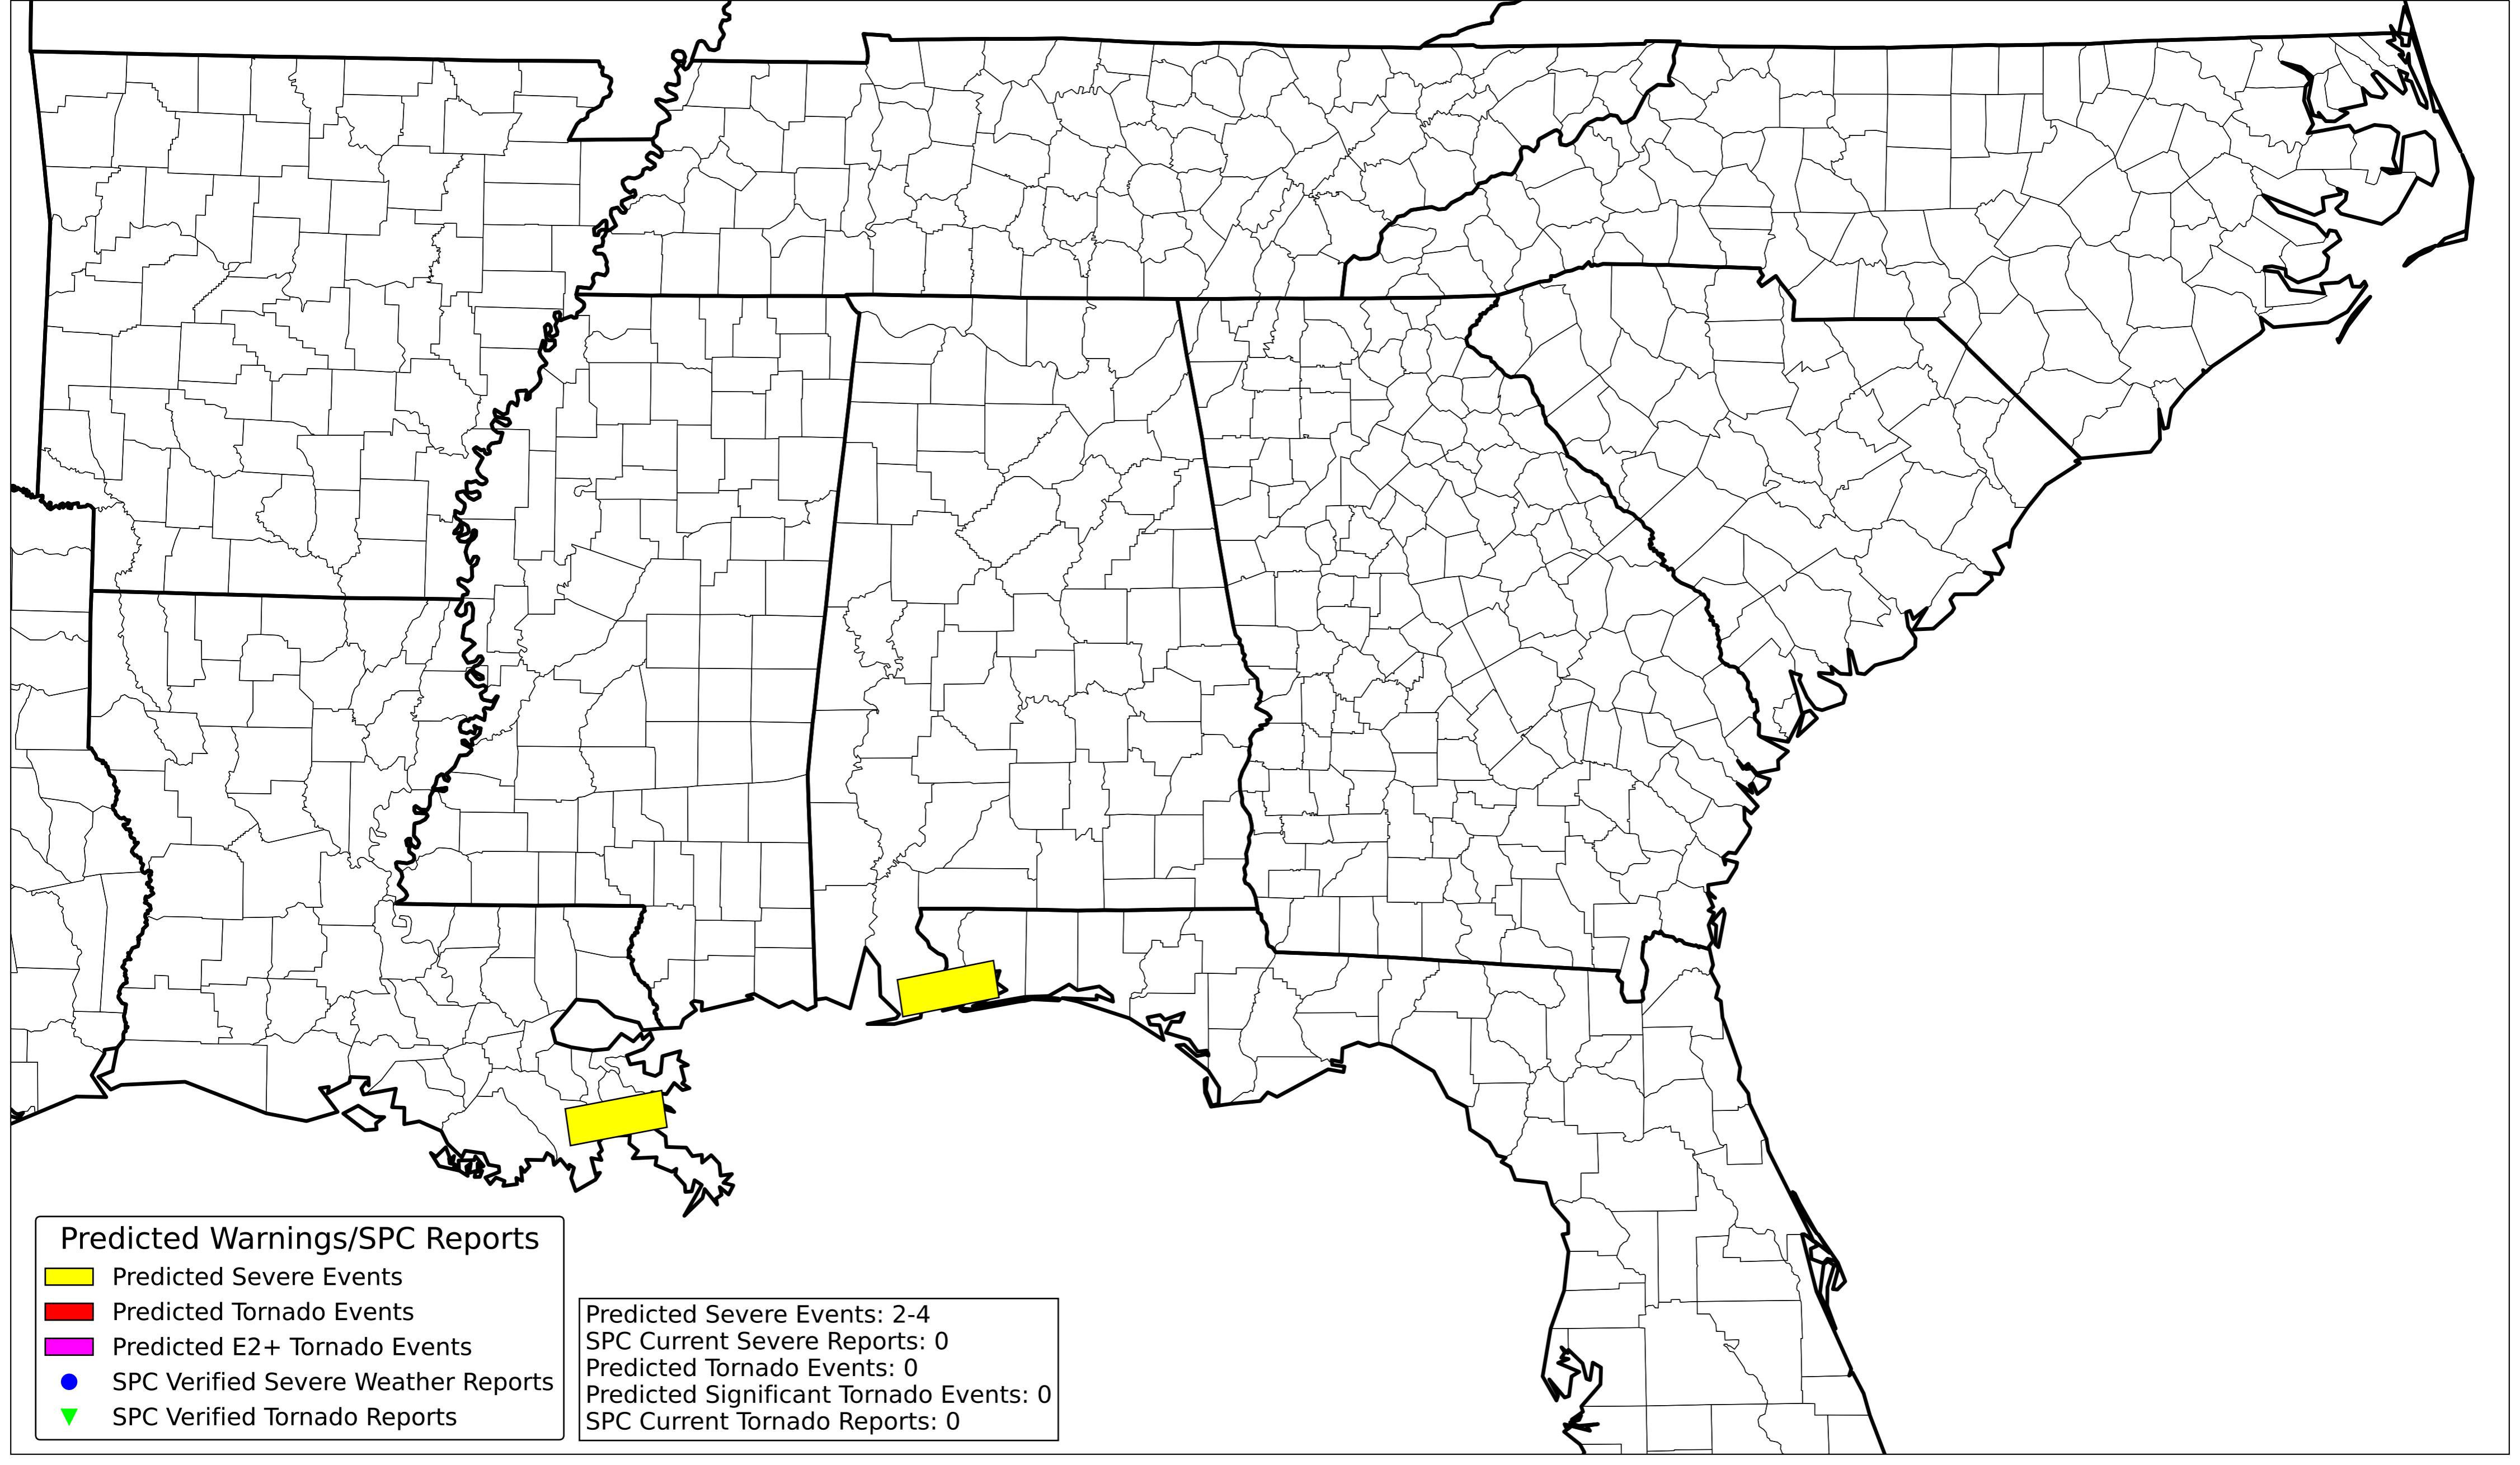 Predicted Warnings/SPC Reports
Predicted Severe Events
Predicted Tornado Events
Predicted E2+ Tornado Events
SPC Verified Severe Weather Reports
SPC Verified Tornado Reports
Predicted Severe Events: 2-4
SPC Current Severe Reports: 0
Predicted Tornado Events: 0
Predicted Significant Tornado Events: 0
SPC Current Tornado Reports: 0